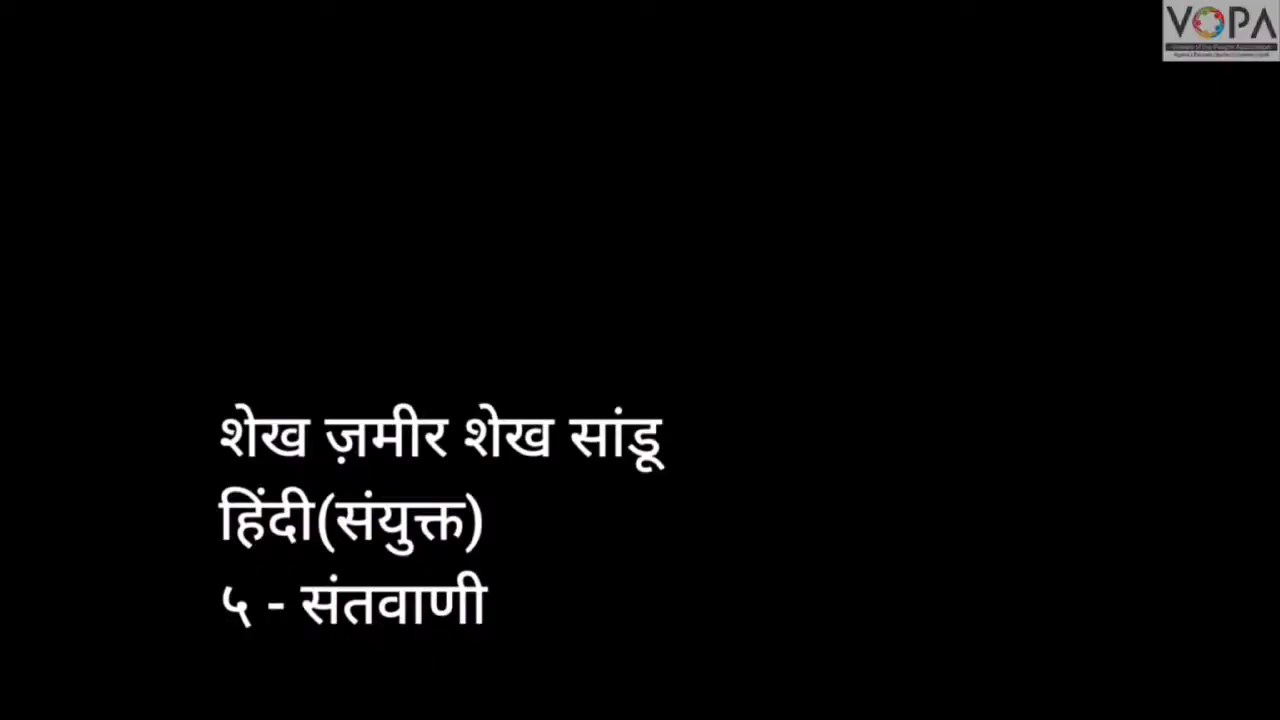 VOPA
शेख ज़मीर शेख सांडू
हिंदी(संयुक्त)
५ - संतवाणी